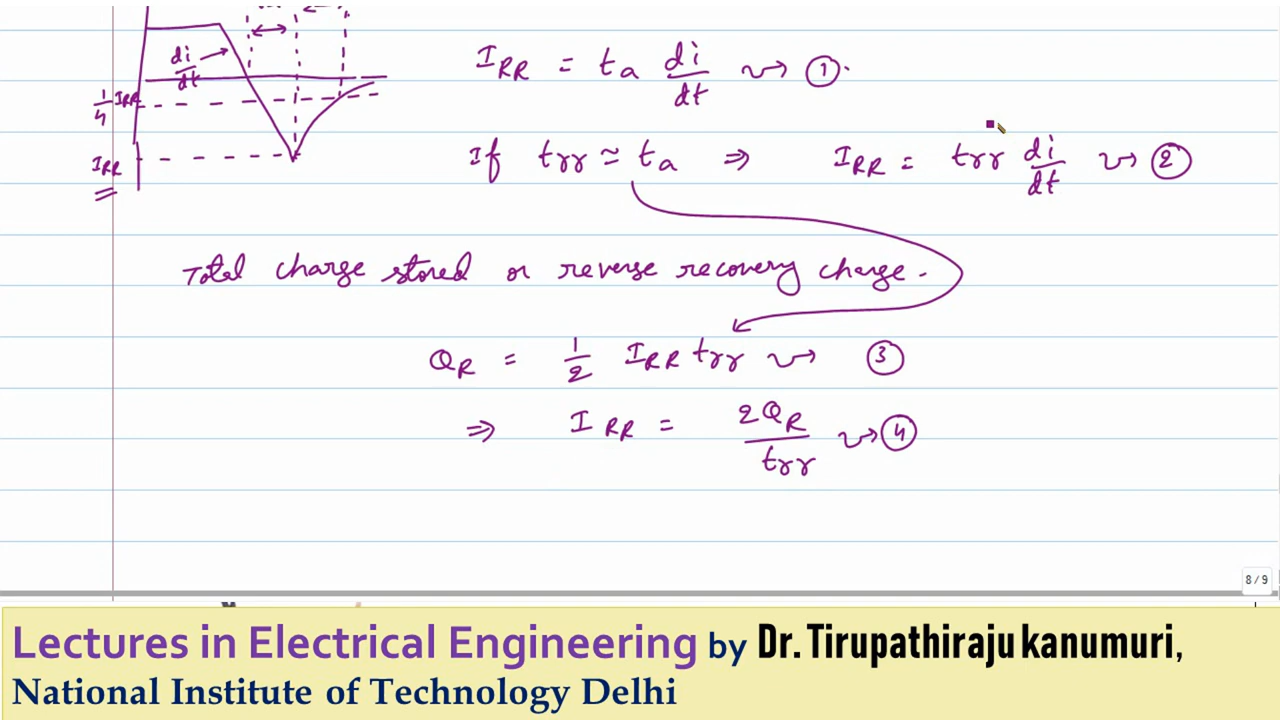 di/dt
1/4 IRR
IRR
IRR = ta di/dt ⤳ ①.
If trr ≃ ta ⇒ IRR = trr di/dt ⤳ ②
Total charge stored or reverse recovery charge.
QR = 1/2 IRR trr ⤳ ③
⇒ IRR = 2QR/trr ⤳ ④
8 / 9
Lectures in Electrical Engineering by Dr. Tirupathiraju kanumuri,
National Institute of Technology Delhi